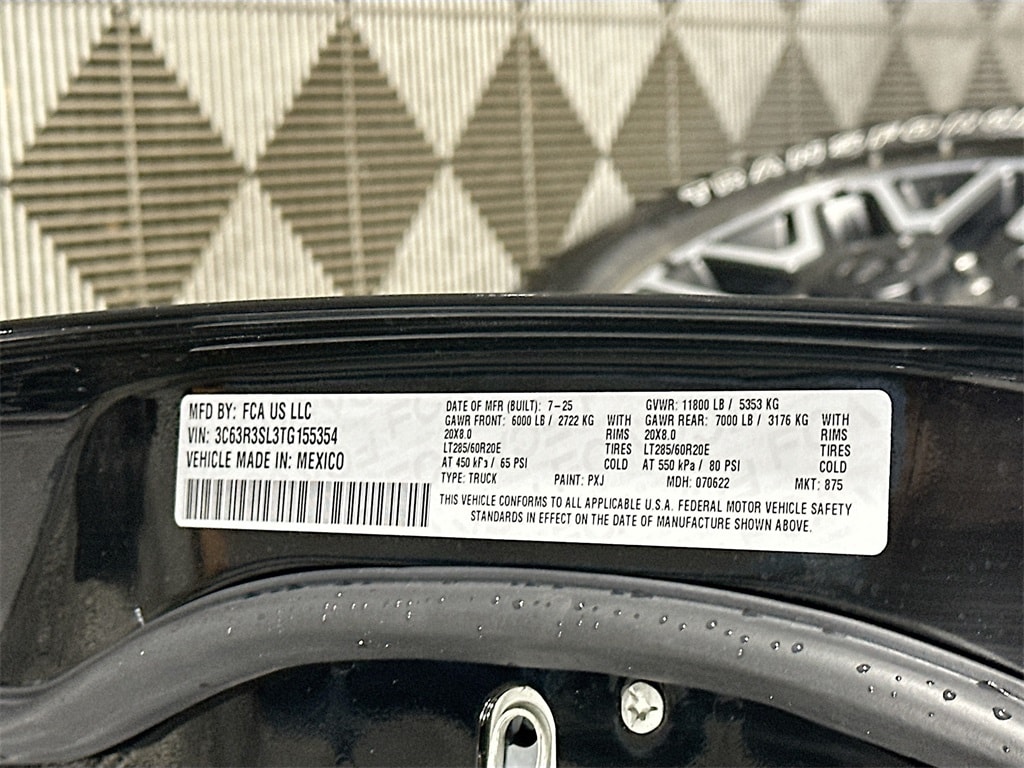 TRANSFORCE
MFD BY: FCA US LLC
VIN: 3C63R3SL3TG155354
VEHICLE MADE IN: MEXICO
DATE OF MFR (BUILT): 7-25 GVWR: 11800 LB / 5353 KG
GAWR FRONT: 6000 LB / 2722 KG WITH GAWR REAR: 7000 LB / 3176 KG WITH
20X8.0 RIMS 20X8.0 RIMS
LT285/60R20E TIRES LT285/60R20E TIRES
AT 450 kPa / 65 PSI COLD AT 550 kPa / 80 PSI COLD
TYPE: TRUCK PAINT: PXJ MDH: 070622 MKT: 875
THIS VEHICLE CONFORMS TO ALL APPLICABLE U.S.A. FEDERAL MOTOR VEHICLE SAFETY
STANDARDS IN EFFECT ON THE DATE OF MANUFACTURE SHOWN ABOVE.